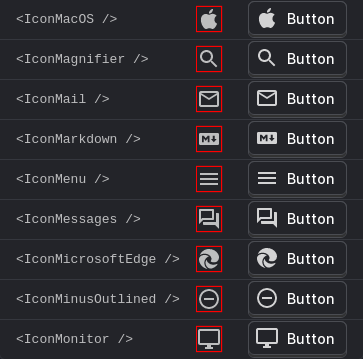 <IconMacOS /> Button
<IconMagnifier /> Button
<IconMail /> Button
<IconMarkdown /> M Button
<IconMenu /> Button
<IconMessages /> Button
<IconMicrosoftEdge /> Button
<IconMinusOutlined /> Button
<IconMonitor /> Button